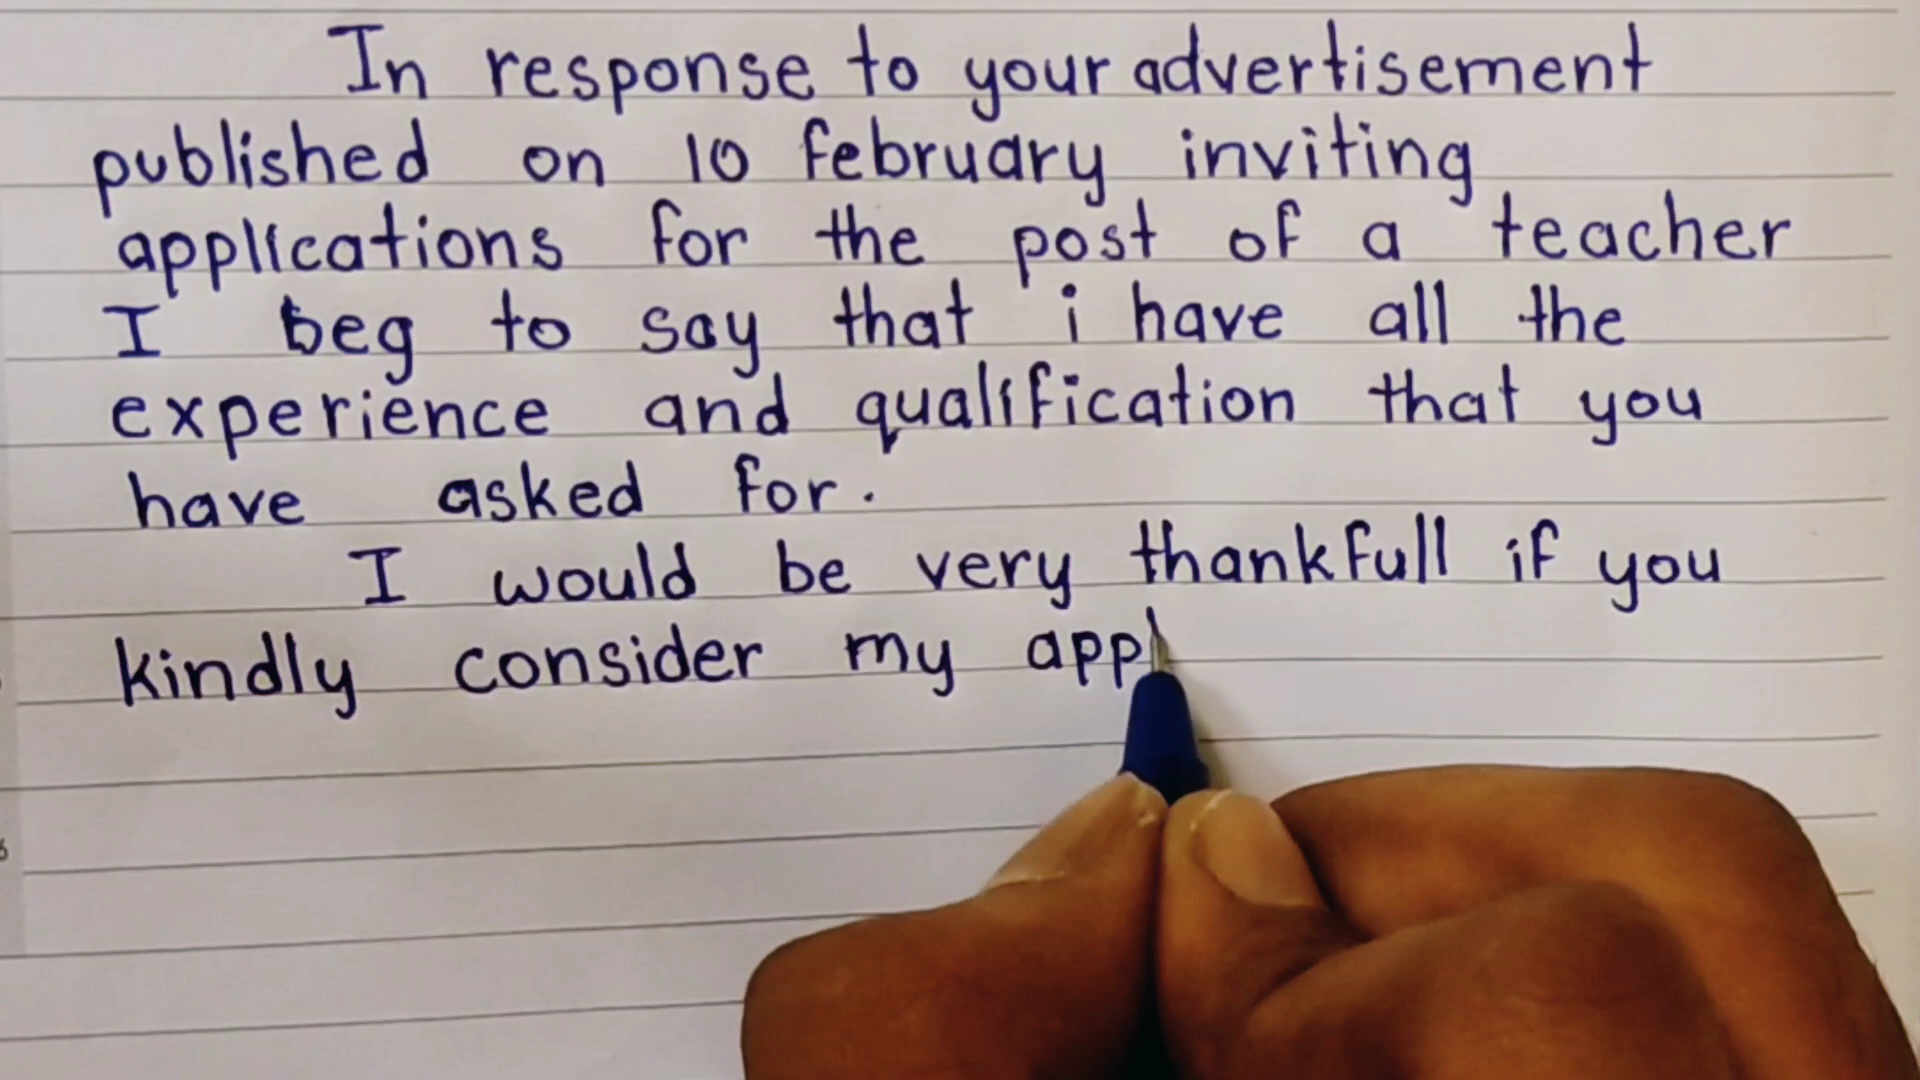 In response to your advertisement
published on 10 february inviting
applications for the post of a teacher
I beg to say that i have all the
experience and qualification that you
have asked for.
I would be very thankfull if you
kindly consider my appl
6